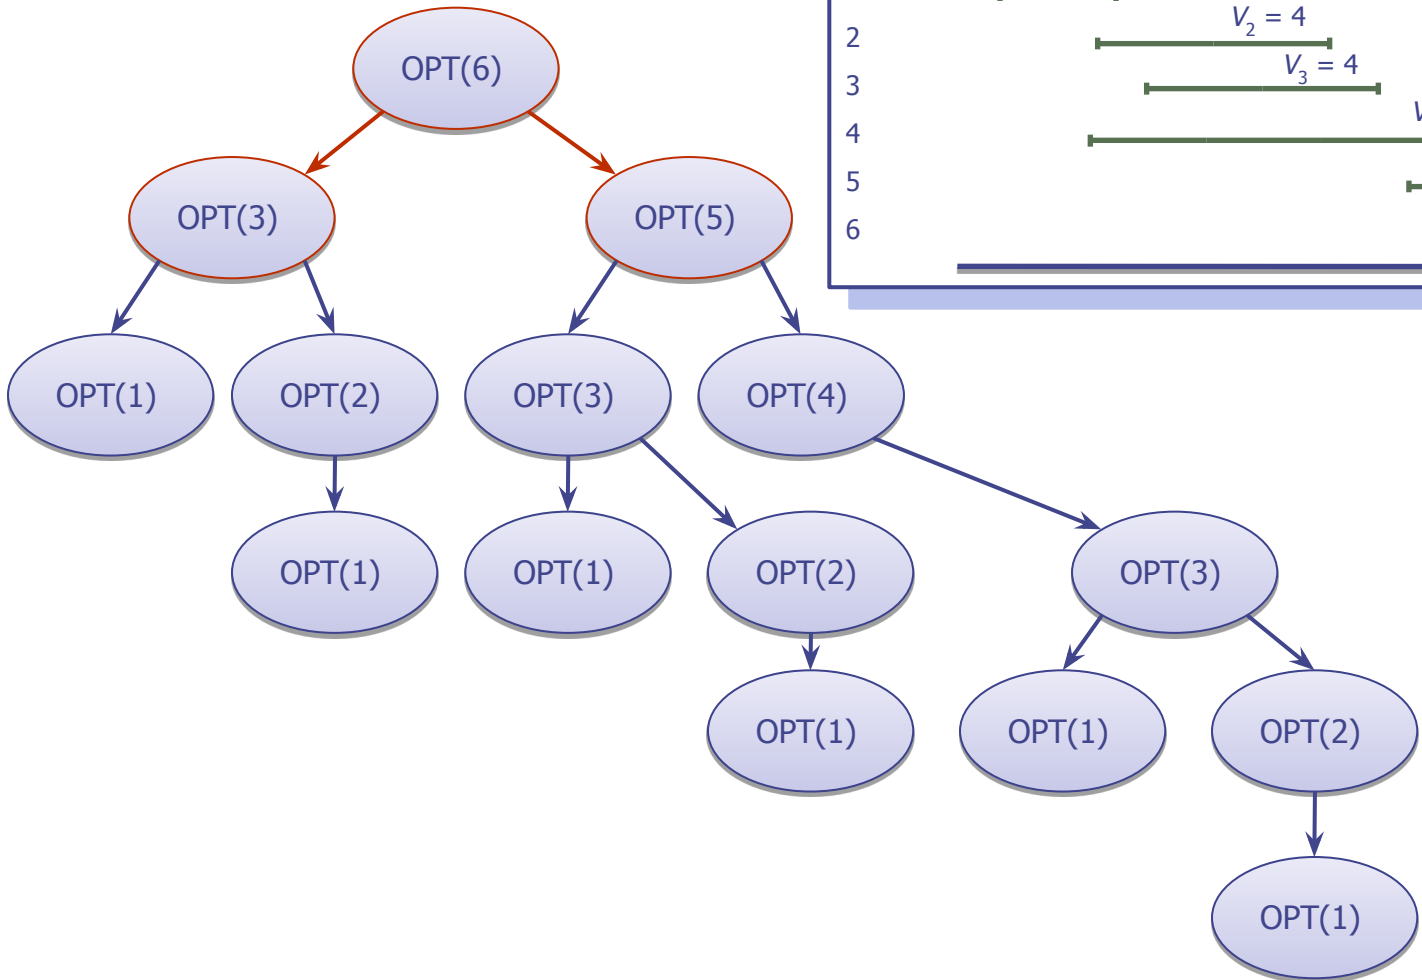 OPT(6)
OPT(3)
OPT(5)
OPT(1)
OPT(2)
OPT(3)
OPT(4)
OPT(1)
OPT(1)
OPT(2)
OPT(3)
OPT(1)
OPT(1)
OPT(2)
OPT(1)
V2 = 4
2
V3 = 4
3
V
4
5
6